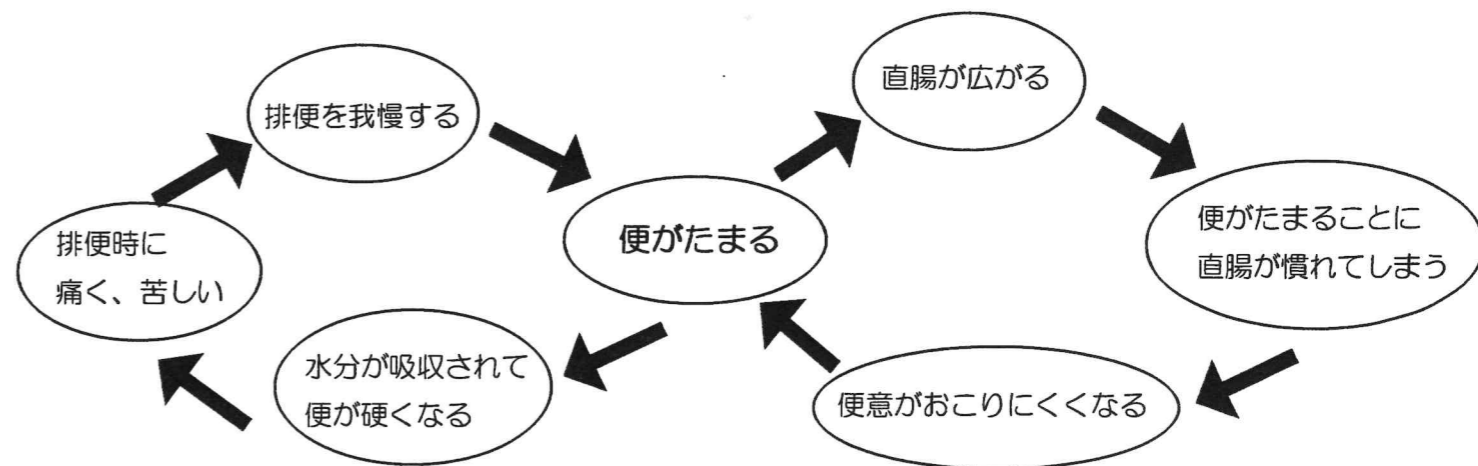 直腸が広がる
排便を我慢する
便がたまる
便がたまることに
直腸が慣れてしまう
排便時に
痛く、苦しい
水分が吸収されて
便が硬くなる
便意がおこりにくくなる